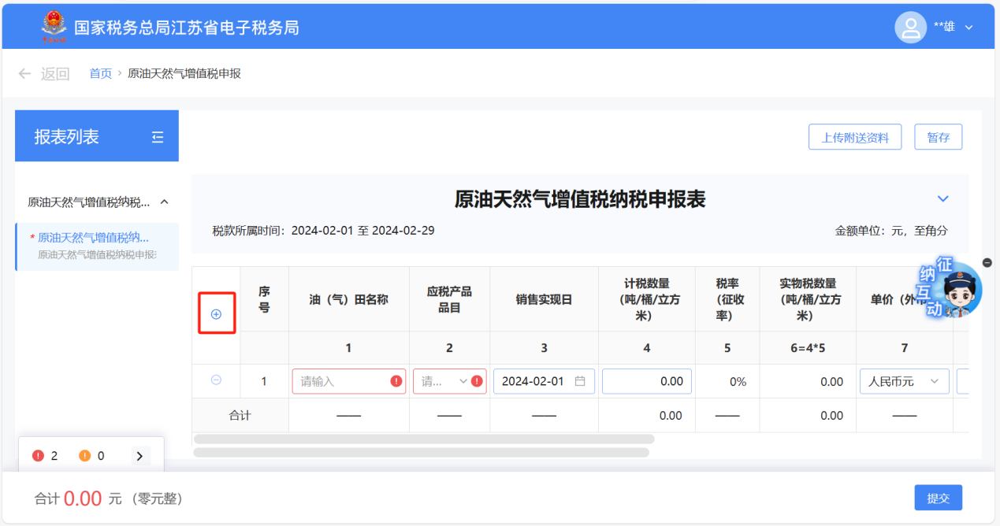 国家税务总局江苏省电子税务局
**雄
返回 首页 › 原油天然气增值税申报
报表列表
上传附送资料 暂存
原油天然气增值税纳税...
* 原油天然气增值税纳...
原油天然气增值税纳税申报
原油天然气增值税纳税申报表
税款所属时间：2024-02-01 至 2024-02-29
金额单位：元，至角分
序
号
油（气）田名称
应税产品
品目
销售实现日
计税数量
（吨/桶/立方
米）
税率
（征收
率）
实物税数量
（吨/桶/立方
米）
单价（外币
征纳互动
1 2 3 4 5 6=4*5 7
1 请输入 请... 2024-02-01 0.00 0% 0.00 人民币元
合计 —— —— —— 0.00 —— 0.00 ——
2 0
合计 0.00 元 （零元整）
提交